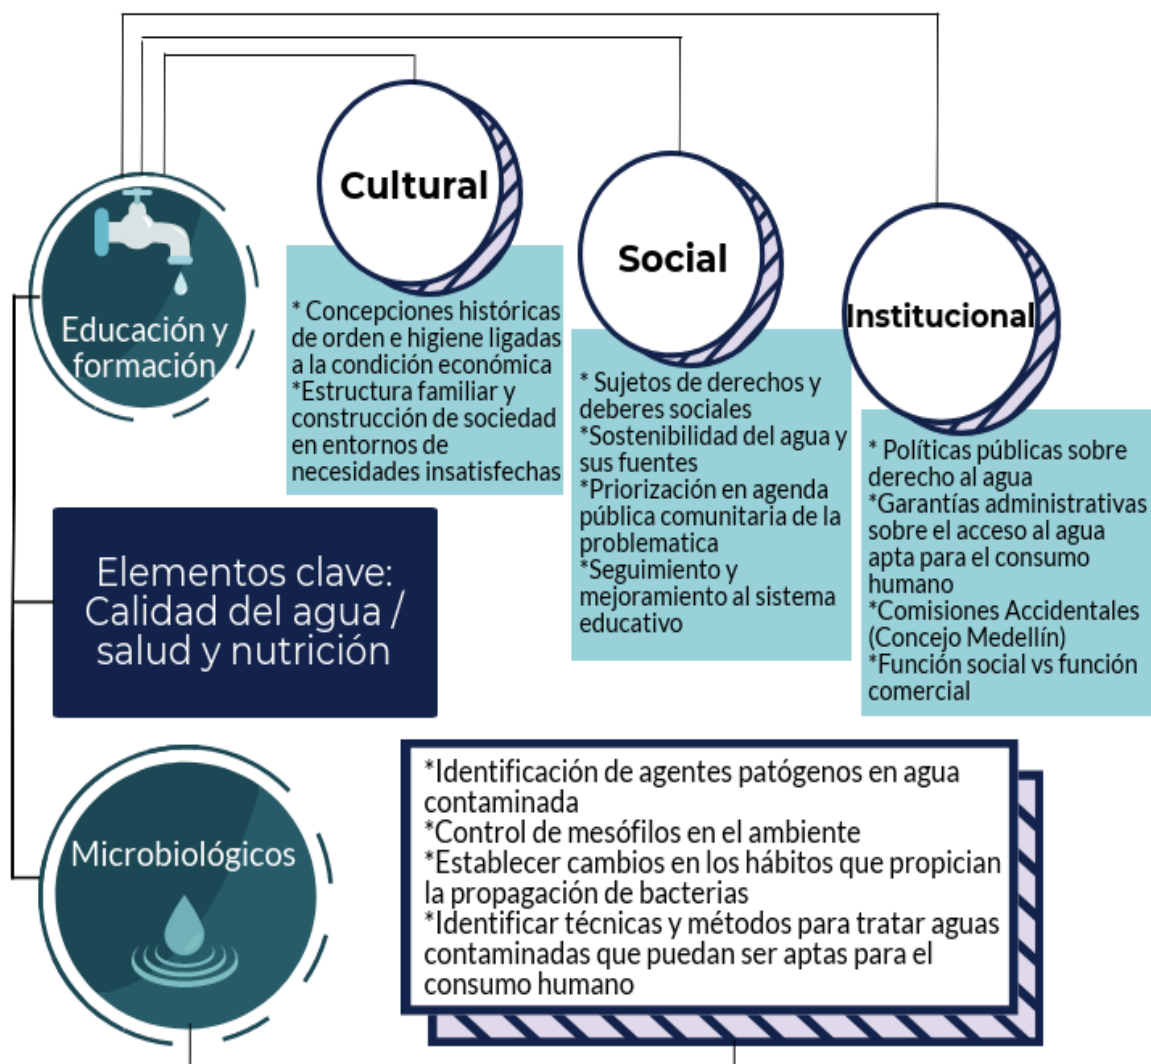 Cultural
* Concepciones históricas
de orden e higiene ligadas
a la condición económica
*Estructura familiar y
construcción de sociedad
en entornos de
necesidades insatisfechas
Social
* Sujetos de derechos y
deberes sociales
*Sostenibilidad del agua y
sus fuentes
*Priorización en agenda
pública comunitaria de la
problematica
*Seguimiento y
mejoramiento al sistema
educativo
Institucional
* Políticas públicas sobre
derecho al agua
*Garantías administrativas
sobre el acceso al agua
apta para el consumo
humano
*Comisiones Accidentales
(Concejo Medellín)
*Función social vs función
comercial
Educación y
formación
Elementos clave:
Calidad del agua /
salud y nutrición
Microbiológicos
*Identificación de agentes patógenos en agua
contaminada
*Control de mesófilos en el ambiente
*Establecer cambios en los hábitos que propician
la propagación de bacterias
*Identificar técnicas y métodos para tratar aguas
contaminadas que puedan ser aptas para el
consumo humano